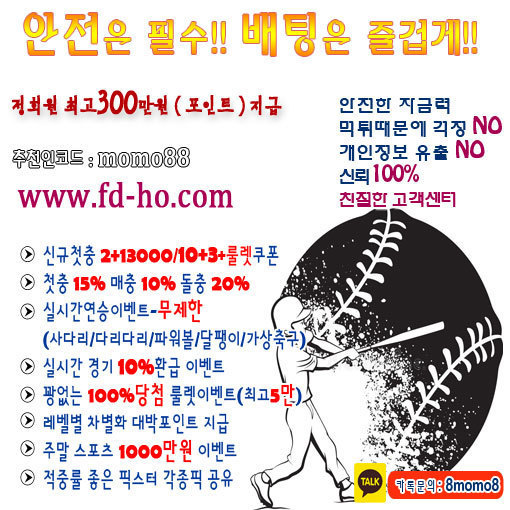 안전은 필수!! 배팅은 즐겁게!!
정회원 최고300만원 ( 포인트 ) 지급
추천인코드 : momo88
www.fd-ho.com
안전한 자금력
먹튀때문에 걱정 NO
개인정보 유출 NO
신뢰100%
친절한 고객센터
신규첫충 2+13000/10+3+룰렛쿠폰
첫충 15% 매충 10% 돌충 20%
실시간연승이벤트-무제한
(사다리/다리다리/파워볼/달팽이/가상축구)
실시간 경기 10%환급 이벤트
꽝없는 100%당첨 룰렛이벤트(최고5만)
레벨별 차별화 대박포인트 지급
주말 스포츠 1000만원 이벤트
적중률 좋은 픽스터 각종픽 공유
TALK
카톡문의 : 8momo8